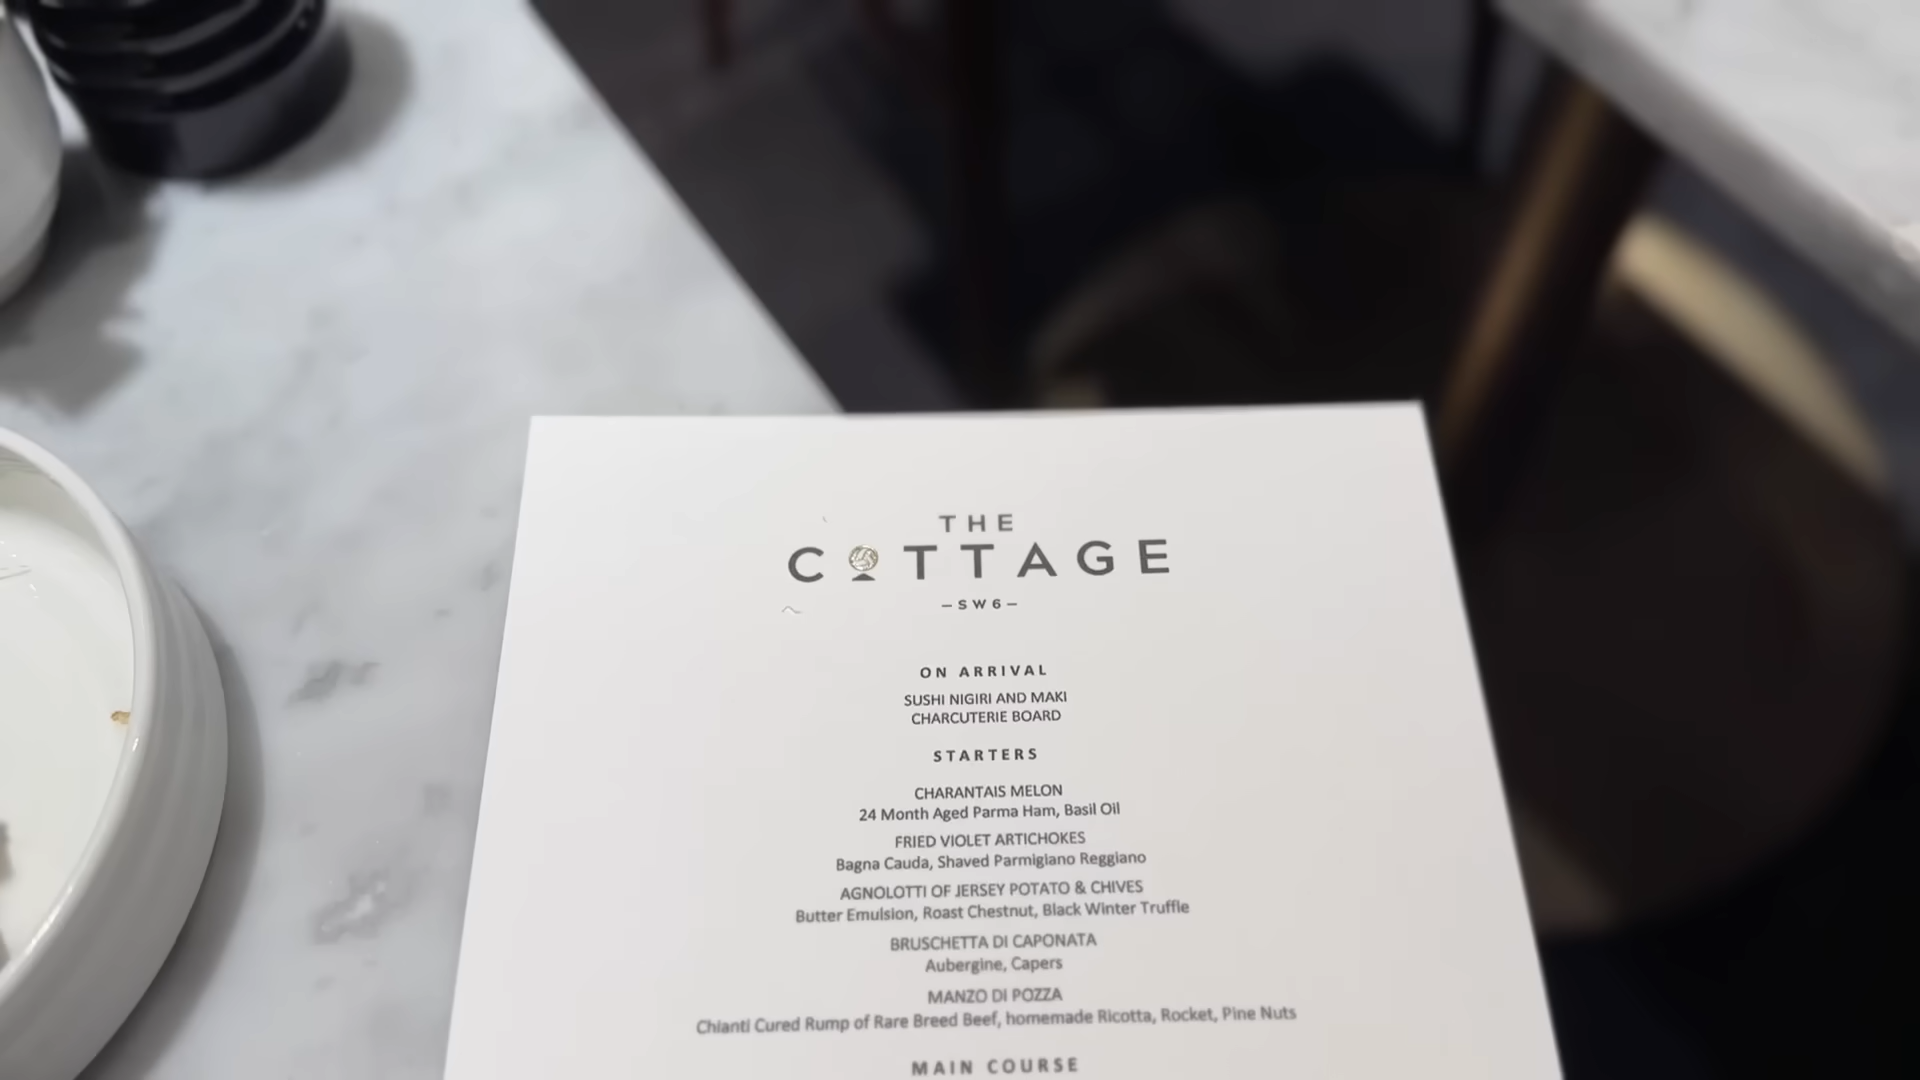 THE
COTTAGE
–SW6–
ON ARRIVAL
SUSHI NIGIRI AND MAKI
CHARCUTERIE BOARD
STARTERS
CHARANTAIS MELON
24 Month Aged Parma Ham, Basil Oil
FRIED VIOLET ARTICHOKES
Bagna Cauda, Shaved Parmigiano Reggiano
AGNOLOTTI OF JERSEY POTATO & CHIVES
Butter Emulsion, Roast Chestnut, Black Winter Truffle
BRUSCHETTA DI CAPONATA
Aubergine, Capers
MANZO DI POZZA
Chianti Cured Rump of Rare Breed Beef, homemade Ricotta, Rocket, Pine Nuts
MAIN COURSE